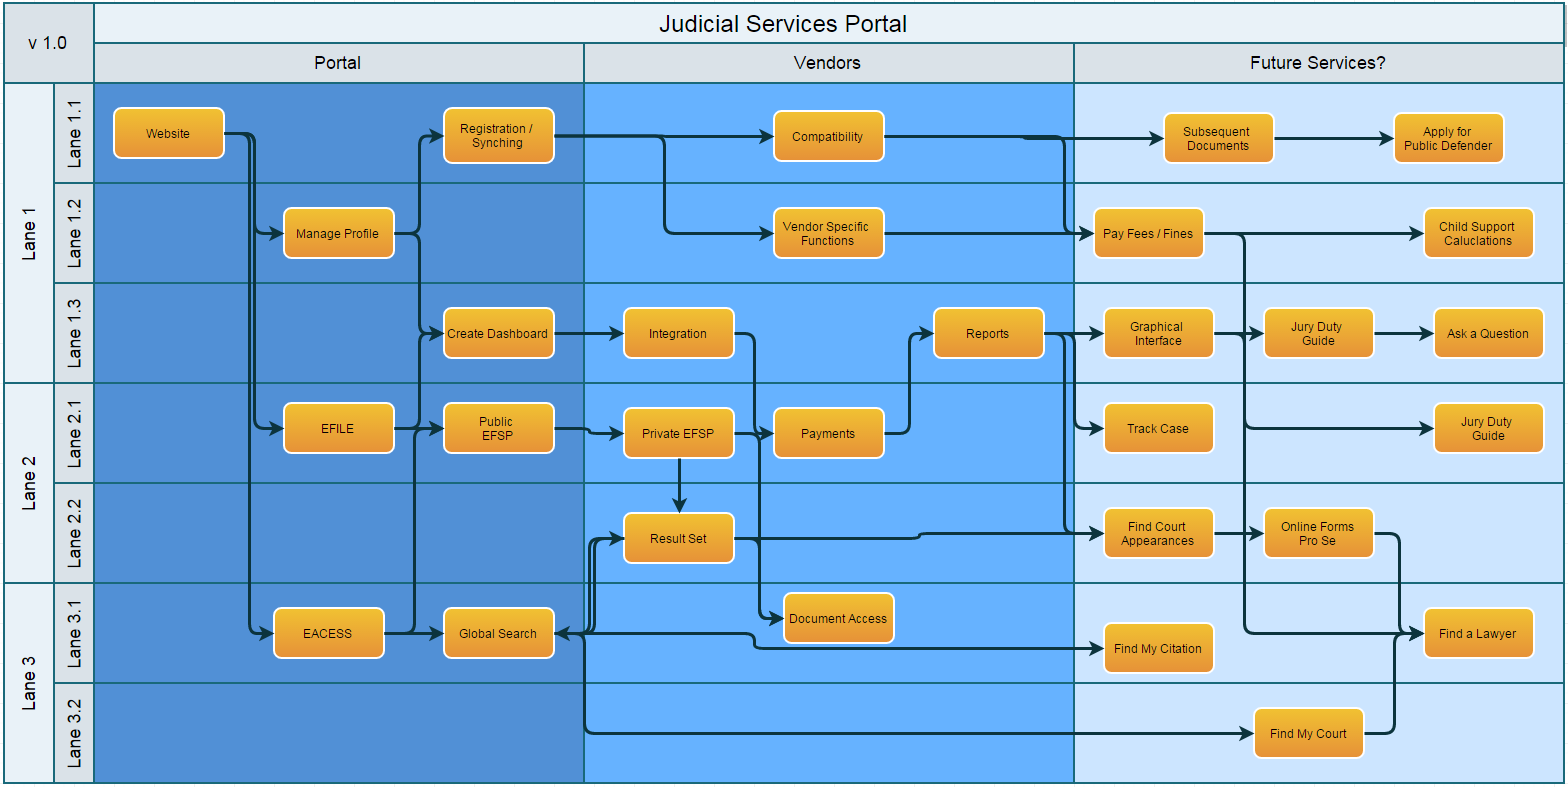 Judicial Services Portal
v 1.0
Portal
Vendors
Future Services?
Lane 1
Lane 1.1
Website
Registration /
Synching
Compatibility
Subsequent
Documents
Apply for
Public Defender
Lane 1.2
Manage Profile
Vendor Specific
Functions
Pay Fees / Fines
Child Support
Caluclations
Lane 1.3
Create Dashboard
Integration
Reports
Graphical
Interface
Jury Duty
Guide
Ask a Question
Lane 2
Lane 2.1
EFILE
Public
EFSP
Private EFSP
Payments
Track Case
Jury Duty
Guide
Lane 2.2
Result Set
Find Court
Appearances
Online Forms
Pro Se
Lane 3
Lane 3.1
EACESS
Global Search
Document Access
Find My Citation
Find a Lawyer
Lane 3.2
Find My Court